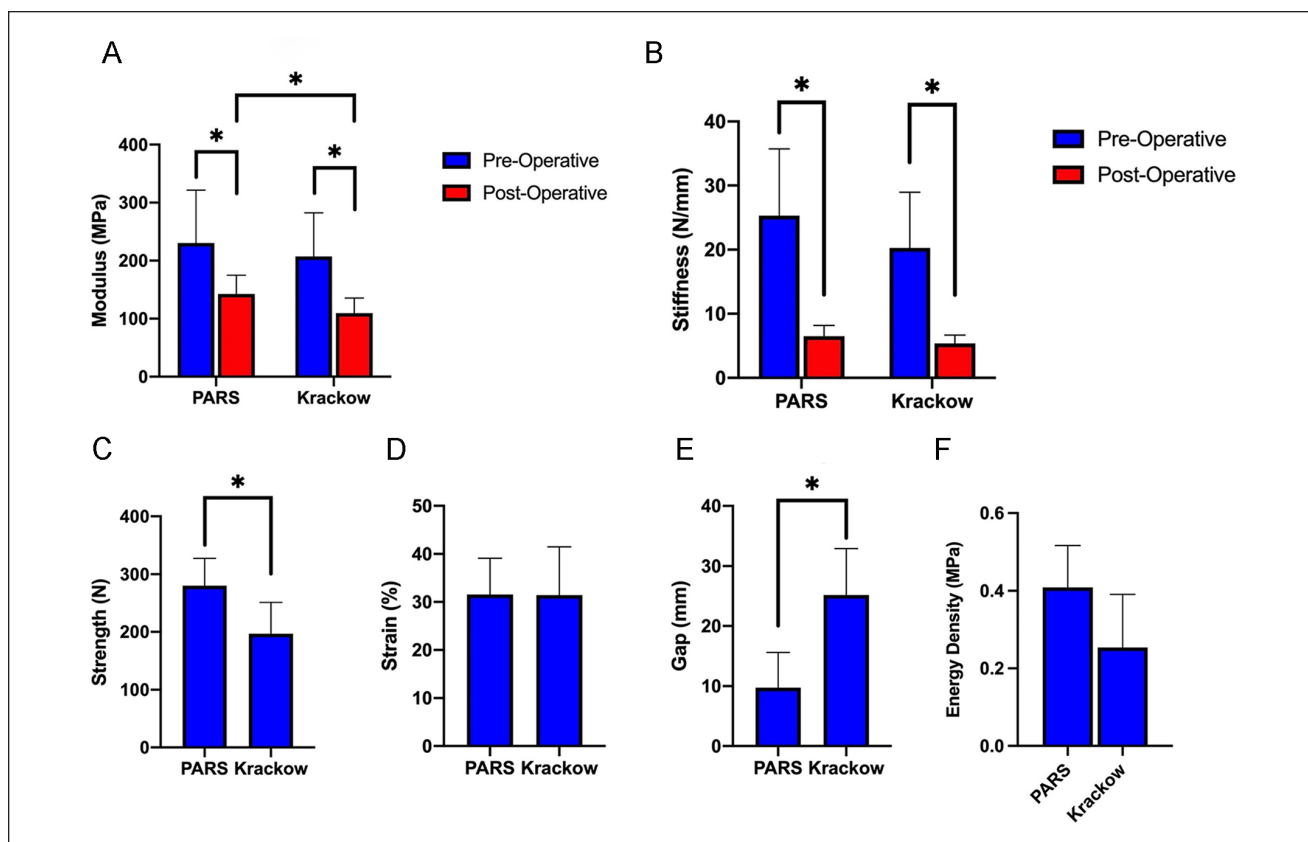 A
*
*
*
400
300
200
100
0
Modulus (MPa)
PARS
Krackow
Pre-Operative
Post-Operative
B
*
*
40
30
20
10
0
Stiffness (N/mm)
PARS
Krackow
Pre-Operative
Post-Operative
C
*
400
300
200
100
0
Strength (N)
PARS Krackow
D
50
40
30
20
10
0
Strain (%)
PARS Krackow
E
*
40
30
20
10
0
Gap (mm)
PARS Krackow
F
0.6
0.4
0.2
0.0
Energy Density (MPa)
PARS
Krackow